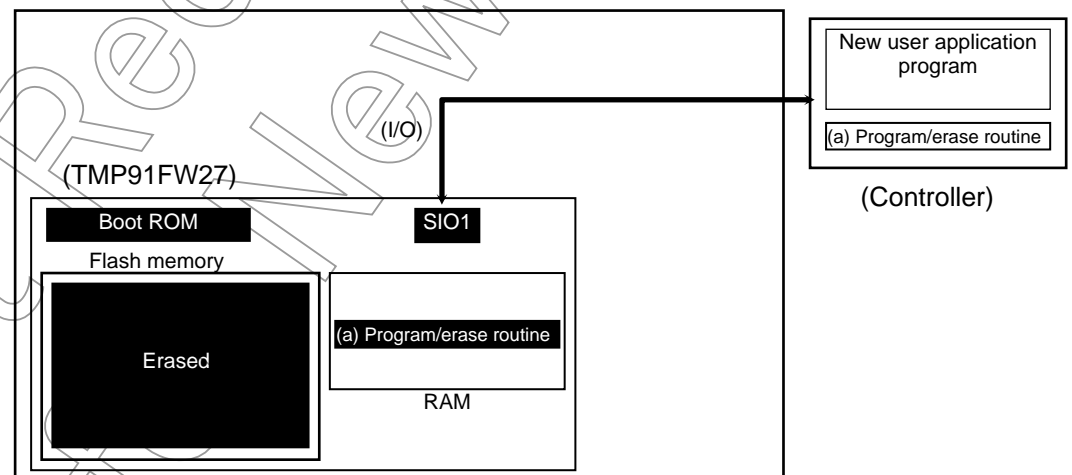 New user application
program
(I/O)
(a) Program/erase routine
(TMP91FW27)
(Controller)
Boot ROM
SIO1
Flash memory
(a) Program/erase routine
Erased
RAM